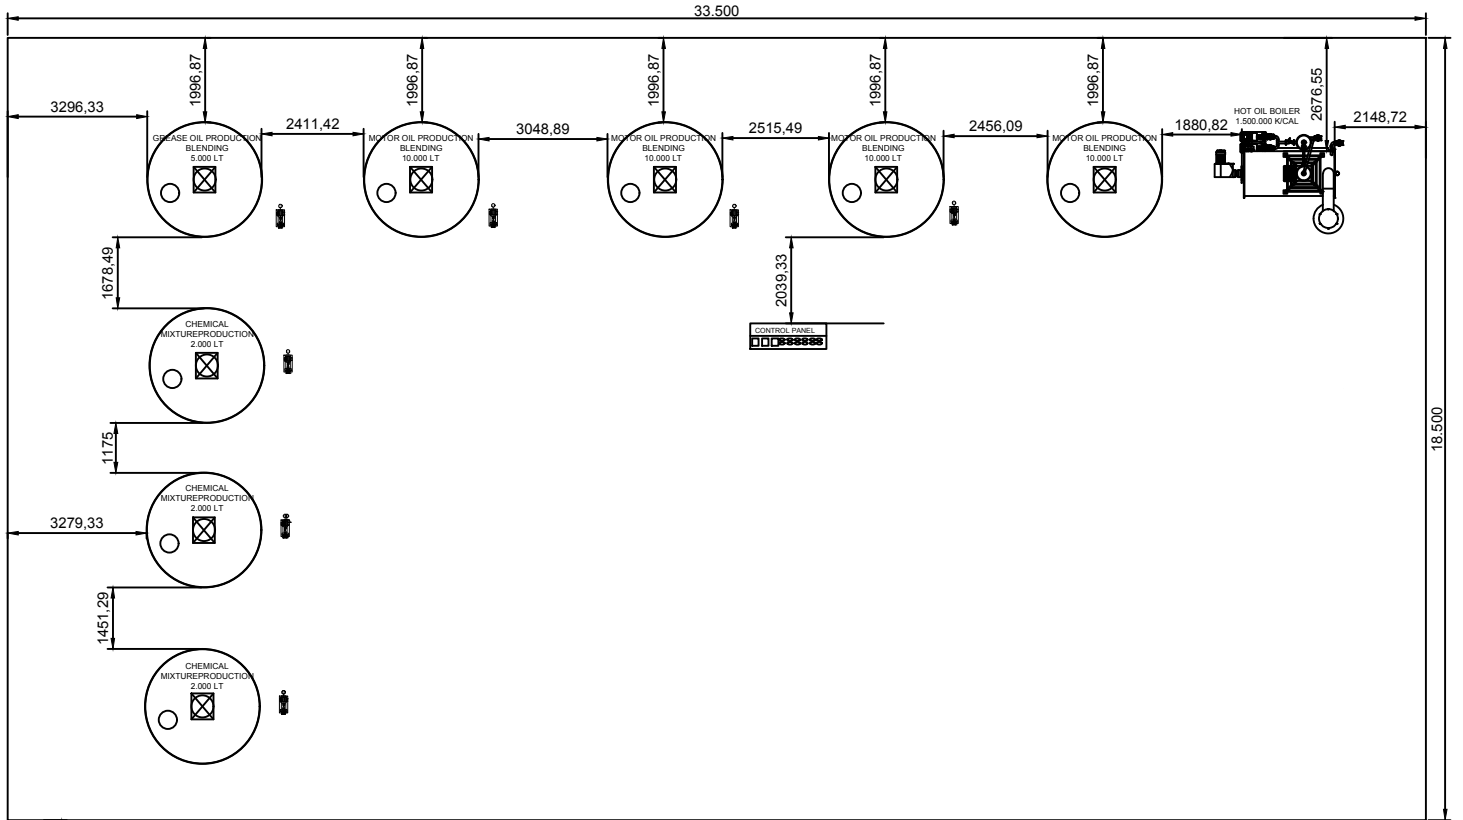 33.500
1996,87
1996,87
1996,87
1996,87
1996,87
2676,55
3296,33
2411,42
3048,89
2515,49
2456,09
1880,82
2148,72
HOT OIL BOILER
1.500.000 K/CAL
GREASE OIL PRODUCTION
BLENDING
5.000 LT
MOTOR OIL PRODUCTION
BLENDING
10.000 LT
MOTOR OIL PRODUCTION
BLENDING
10.000 LT
MOTOR OIL PRODUCTION
BLENDING
10.000 LT
MOTOR OIL PRODUCTION
BLENDING
10.000 LT
1678,49
2039,33
CONTROL PANEL
CHEMICAL
MIXTUREPRODUCTION
2.000 LT
1175
18.500
CHEMICAL
MIXTUREPRODUCTION
2.000 LT
3279,33
1451,29
CHEMICAL
MIXTUREPRODUCTION
2.000 LT